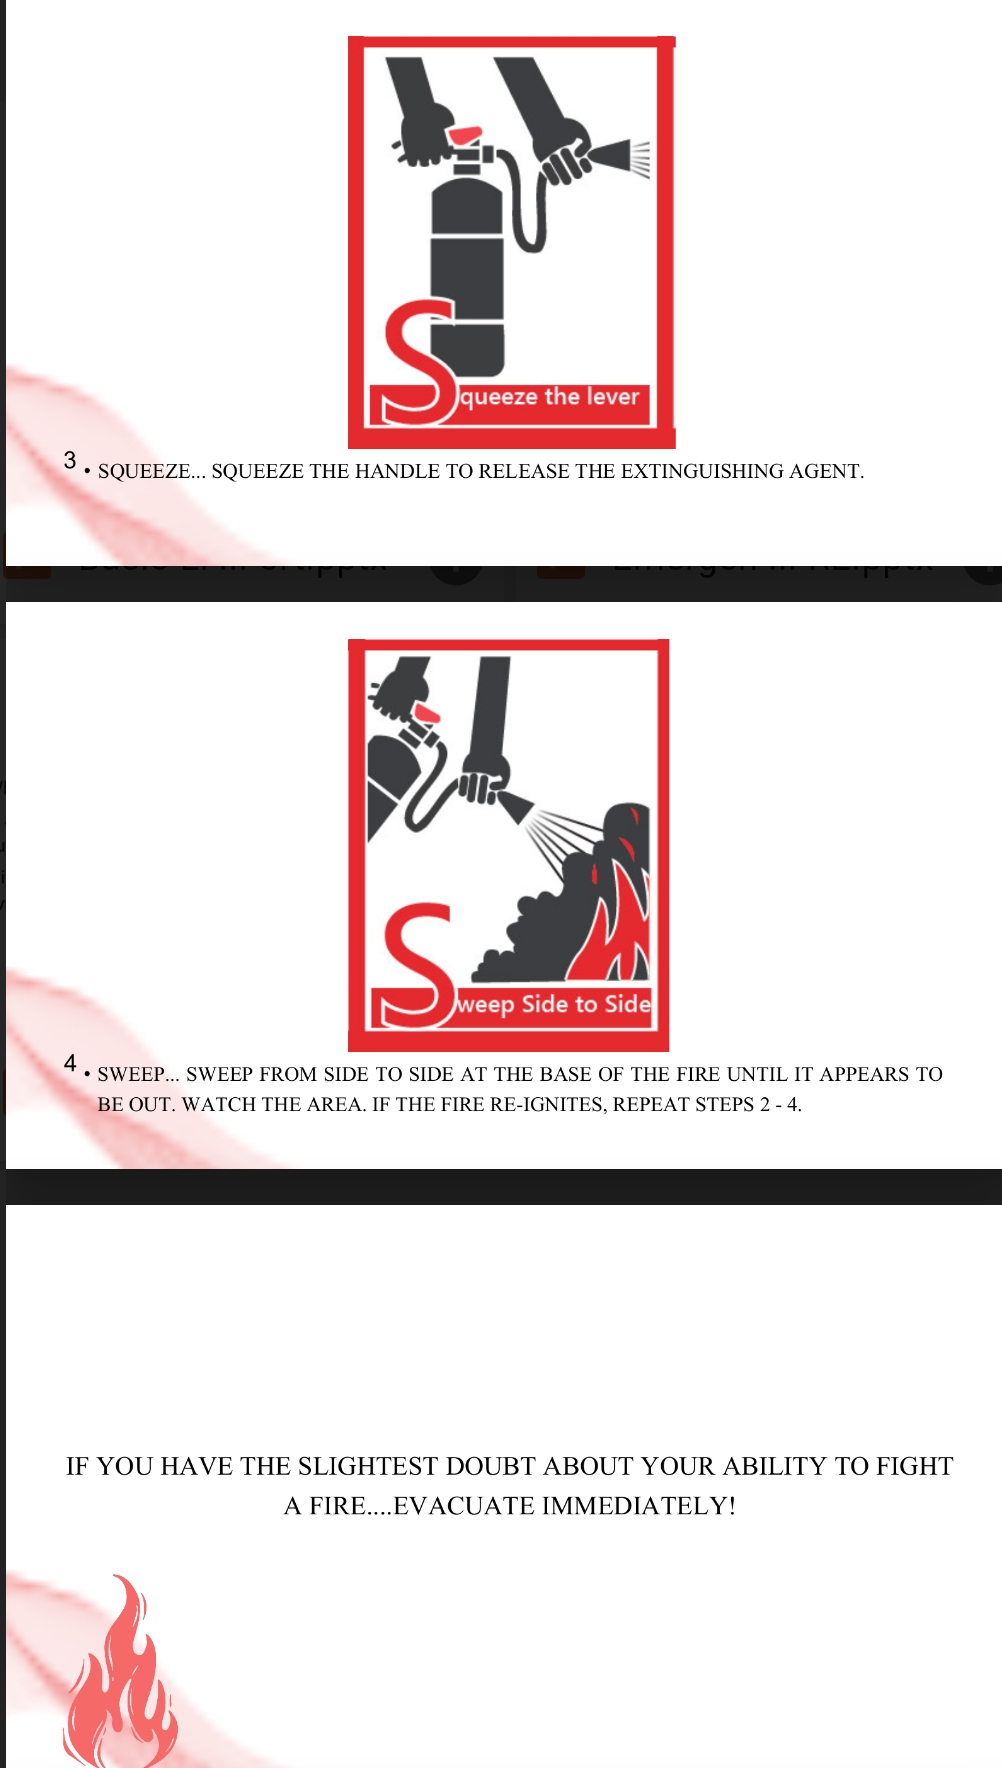 Squeeze the lever
3 • SQUEEZE... SQUEEZE THE HANDLE TO RELEASE THE EXTINGUISHING AGENT.
Sweep Side to Side
4 • SWEEP... SWEEP FROM SIDE TO SIDE AT THE BASE OF THE FIRE UNTIL IT APPEARS TO
BE OUT. WATCH THE AREA. IF THE FIRE RE-IGNITES, REPEAT STEPS 2 - 4.
IF YOU HAVE THE SLIGHTEST DOUBT ABOUT YOUR ABILITY TO FIGHT
A FIRE....EVACUATE IMMEDIATELY!